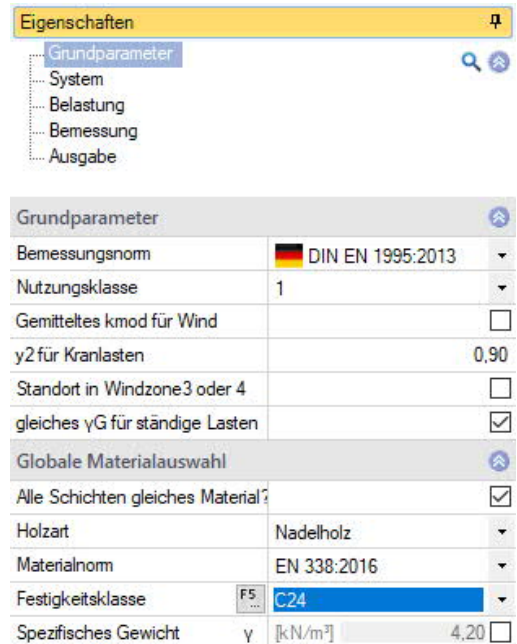 Eigenschaften
Grundparameter
System
Belastung
Bemessung
Ausgabe
Grundparameter
Bemessungsnorm DIN EN 1995:2013
Nutzungsklasse 1
Gemitteltes kmod für Wind
y2 für Kranlasten 0,90
Standort in Windzone3 oder 4
gleiches γG für ständige Lasten
Globale Materialauswahl
Alle Schichten gleiches Material?
Holzart Nadelholz
Materialnorm EN 338:2016
Festigkeitsklasse F5 ... C24
Spezifisches Gewicht γ [kN/m³] 4,20